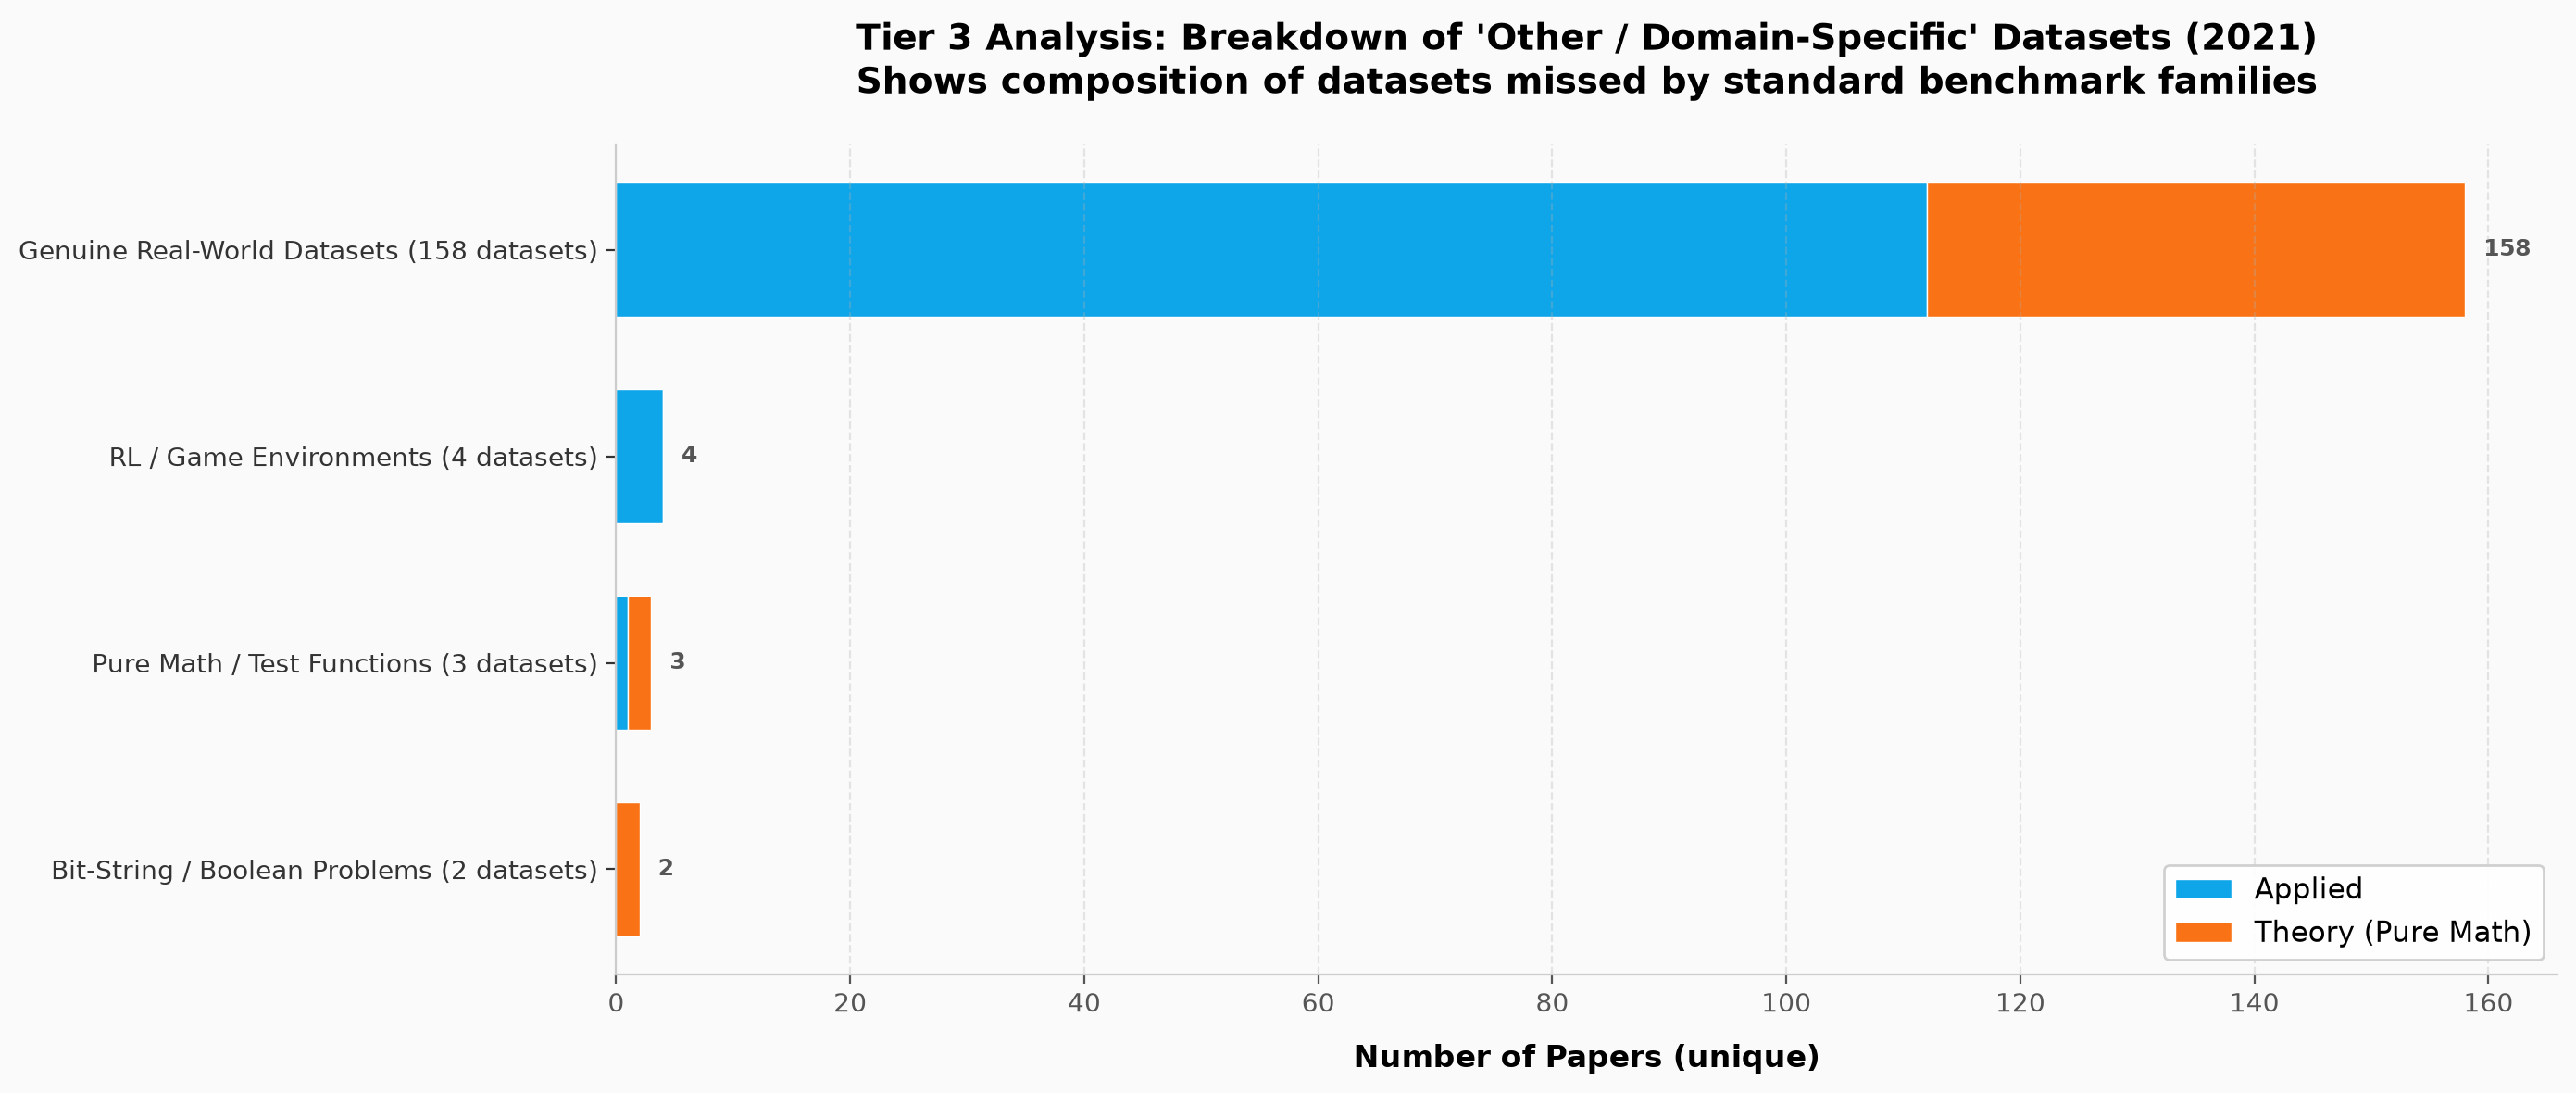 Tier 3 Analysis: Breakdown of 'Other / Domain-Specific' Datasets (2021)
Shows composition of datasets missed by standard benchmark families
Genuine Real-World Datasets (158 datasets)
158
RL / Game Environments (4 datasets)
4
Pure Math / Test Functions (3 datasets)
3
Bit-String / Boolean Problems (2 datasets)
2
Applied
Theory (Pure Math)
0 20 40 60 80 100 120 140 160
Number of Papers (unique)